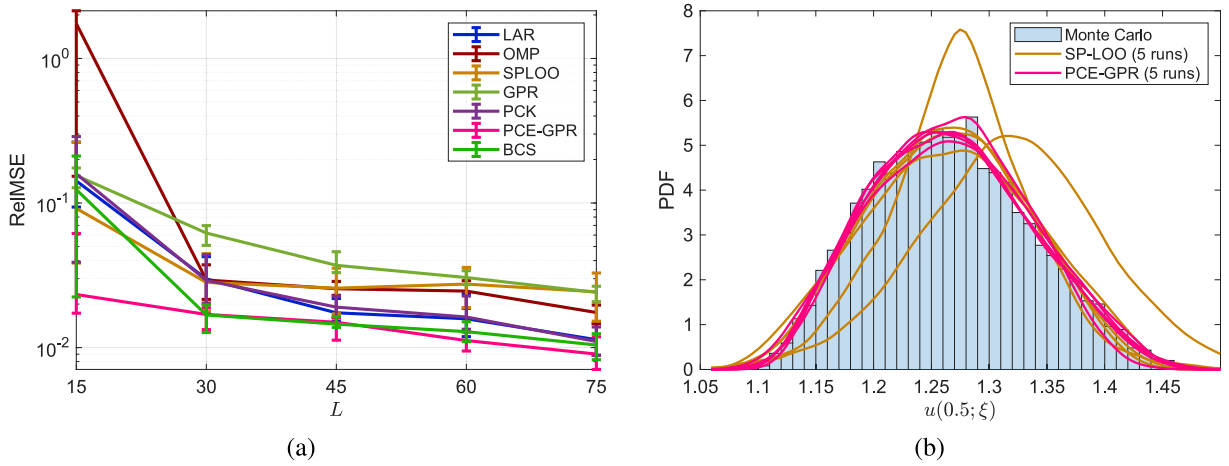 10^0
10^{-1}
10^{-2}
RelMSE
15
30
45
60
75
L
LAR
OMP
SPLOO
GPR
PCK
PCE-GPR
BCS
(a)
8
7
6
5
4
3
2
1
0
PDF
1.05
1.1
1.15
1.2
1.25
1.3
1.35
1.4
1.45
u(0.5; ξ)
Monte Carlo
SP-LOO (5 runs)
PCE-GPR (5 runs)
(b)